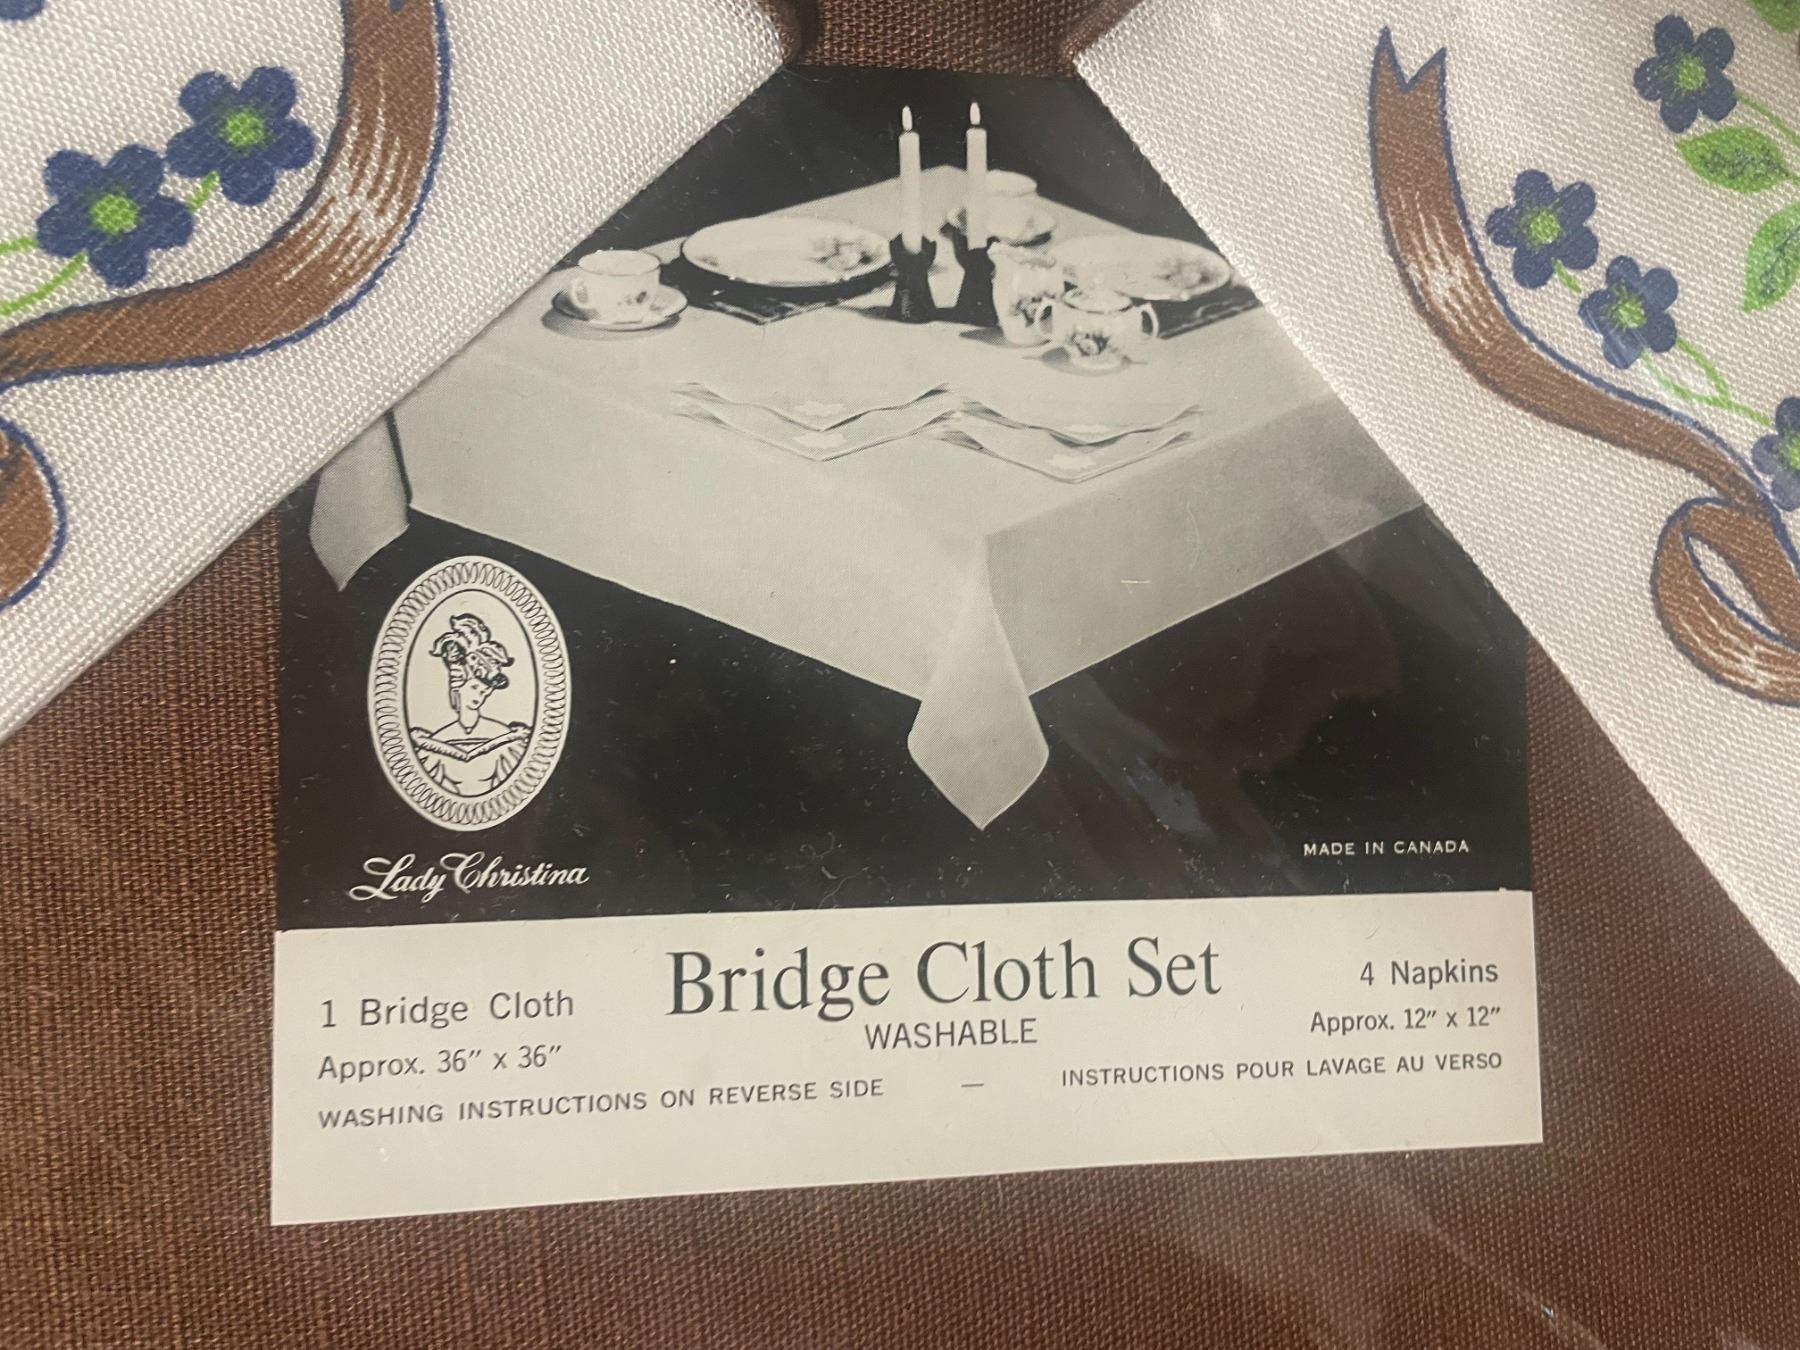 Lady Christina
MADE IN CANADA
Bridge Cloth Set
WASHABLE
1 Bridge Cloth
Approx. 36" x 36"
4 Napkins
Approx. 12" x 12"
WASHING INSTRUCTIONS ON REVERSE SIDE — INSTRUCTIONS POUR LAVAGE AU VERSO